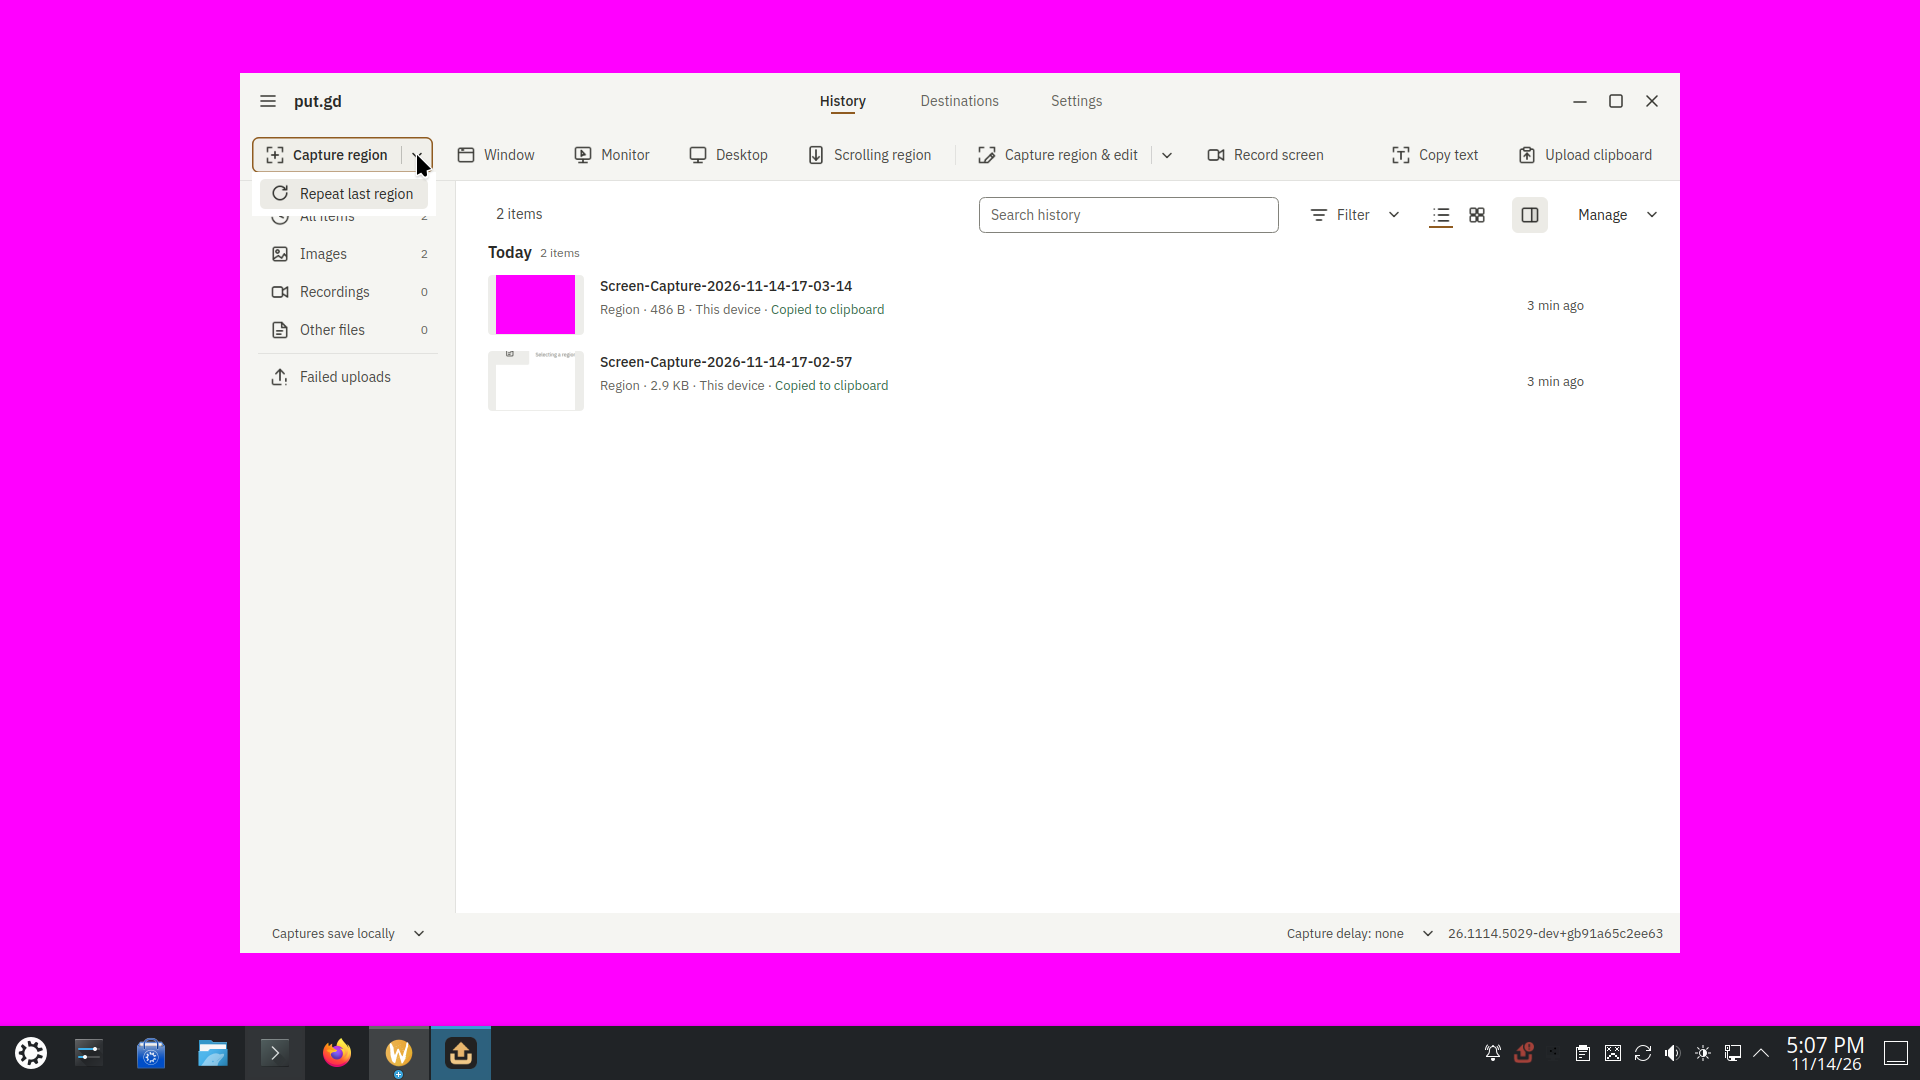 put.gd
History
Destinations
Settings
Capture region
Window
Monitor
Desktop
Scrolling region
Capture region & edit
Record screen
Copy text
Upload clipboard
Repeat last region
All items 2
Images 2
Recordings 0
Other files 0
Failed uploads
2 items
Search history
Filter
Manage
Today 2 items
Screen-Capture-2026-11-14-17-03-14
Region · 486 B · This device · Copied to clipboard
3 min ago
Selecting a region
Screen-Capture-2026-11-14-17-02-57
Region · 2.9 KB · This device · Copied to clipboard
3 min ago
Captures save locally
Capture delay: none
26.1114.5029-dev+gb91a65c2ee63
5:07 PM
11/14/26